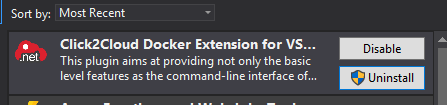 Sort by: Most Recent
Click2Cloud Docker Extension for VS...
Disable
.net
This plugin aims at providing not only the basic
level features as the command-line interface of...
Uninstall